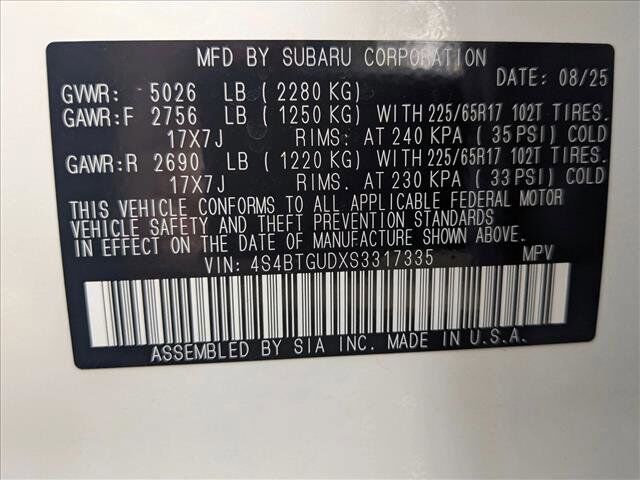 MFD BY SUBARU CORPORATION
DATE: 08/25
GVWR: 5026 LB ( 2280 KG)
GAWR:F 2756 LB ( 1250 KG) WITH 225/65R17 102T TIRES.
17X7J RIMS: AT 240 KPA ( 35 PSI) COLD
GAWR:R 2690 LB ( 1220 KG) WITH 225/65R17 102T TIRES.
17X7J RIMS. AT 230 KPA ( 33 PSI) COLD
THIS VEHICLE CONFORMS TO ALL APPLICABLE FEDERAL MOTOR
VEHICLE SAFETY AND THEFT PREVENTION STANDARDS
IN EFFECT ON THE DATE OF MANUFACTURE SHOWN ABOVE.
VIN: 4S4BTGUDXS3317335 MPV
ASSEMBLED BY SIA INC. MADE IN U.S.A.